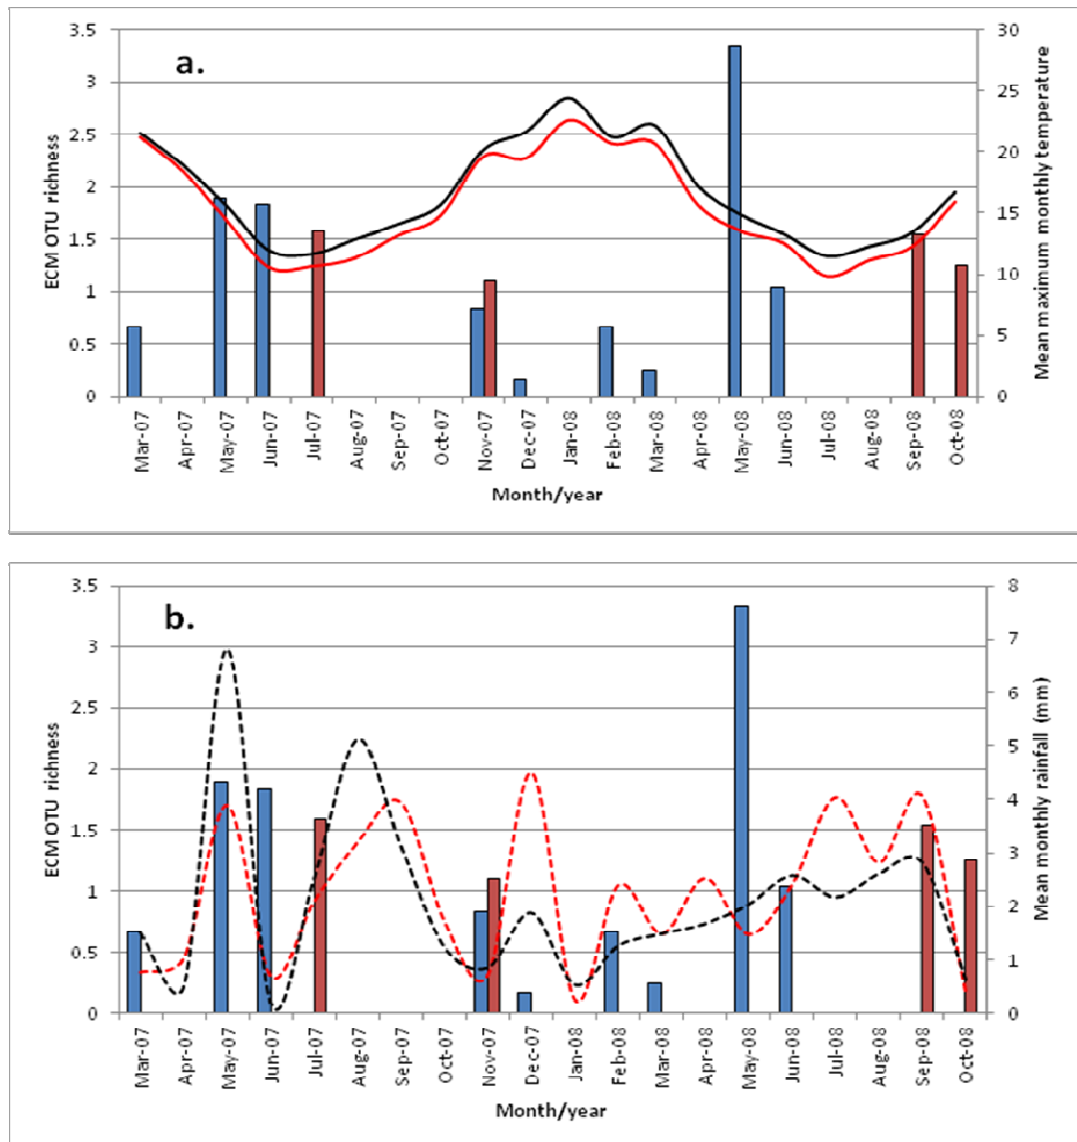 a.
ECM OTU richness
3.5
3
2.5
2
1.5
1
0.5
0
30
25
20
15
10
5
0
Mean maximum monthly temperature
Mar-07
Apr-07
May-07
Jun-07
Jul-07
Aug-07
Sep-07
Oct-07
Nov-07
Dec-07
Jan-08
Feb-08
Mar-08
Apr-08
May-08
Jun-08
Jul-08
Aug-08
Sep-08
Oct-08
Month/year
b.
ECM OTU richness
3.5
3
2.5
2
1.5
1
0.5
0
8
7
6
5
4
3
2
1
0
Mean monthly rainfall (mm)
Mar-07
Apr-07
May-07
Jun-07
Jul-07
Aug-07
Sep-07
Oct-07
Nov-07
Dec-07
Jan-08
Feb-08
Mar-08
Apr-08
May-08
Jun-08
Jul-08
Aug-08
Sep-08
Oct-08
Month/year